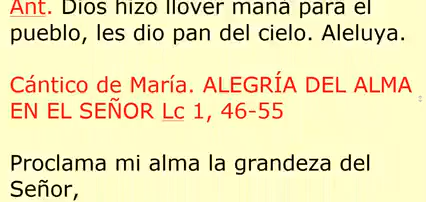 Ant. Dios hizo llover maná para el
pueblo, les dio pan del cielo. Aleluya.
Cántico de María. ALEGRÍA DEL ALMA
EN EL SEÑOR Lc 1, 46-55
Proclama mi alma la grandeza del
Señor,